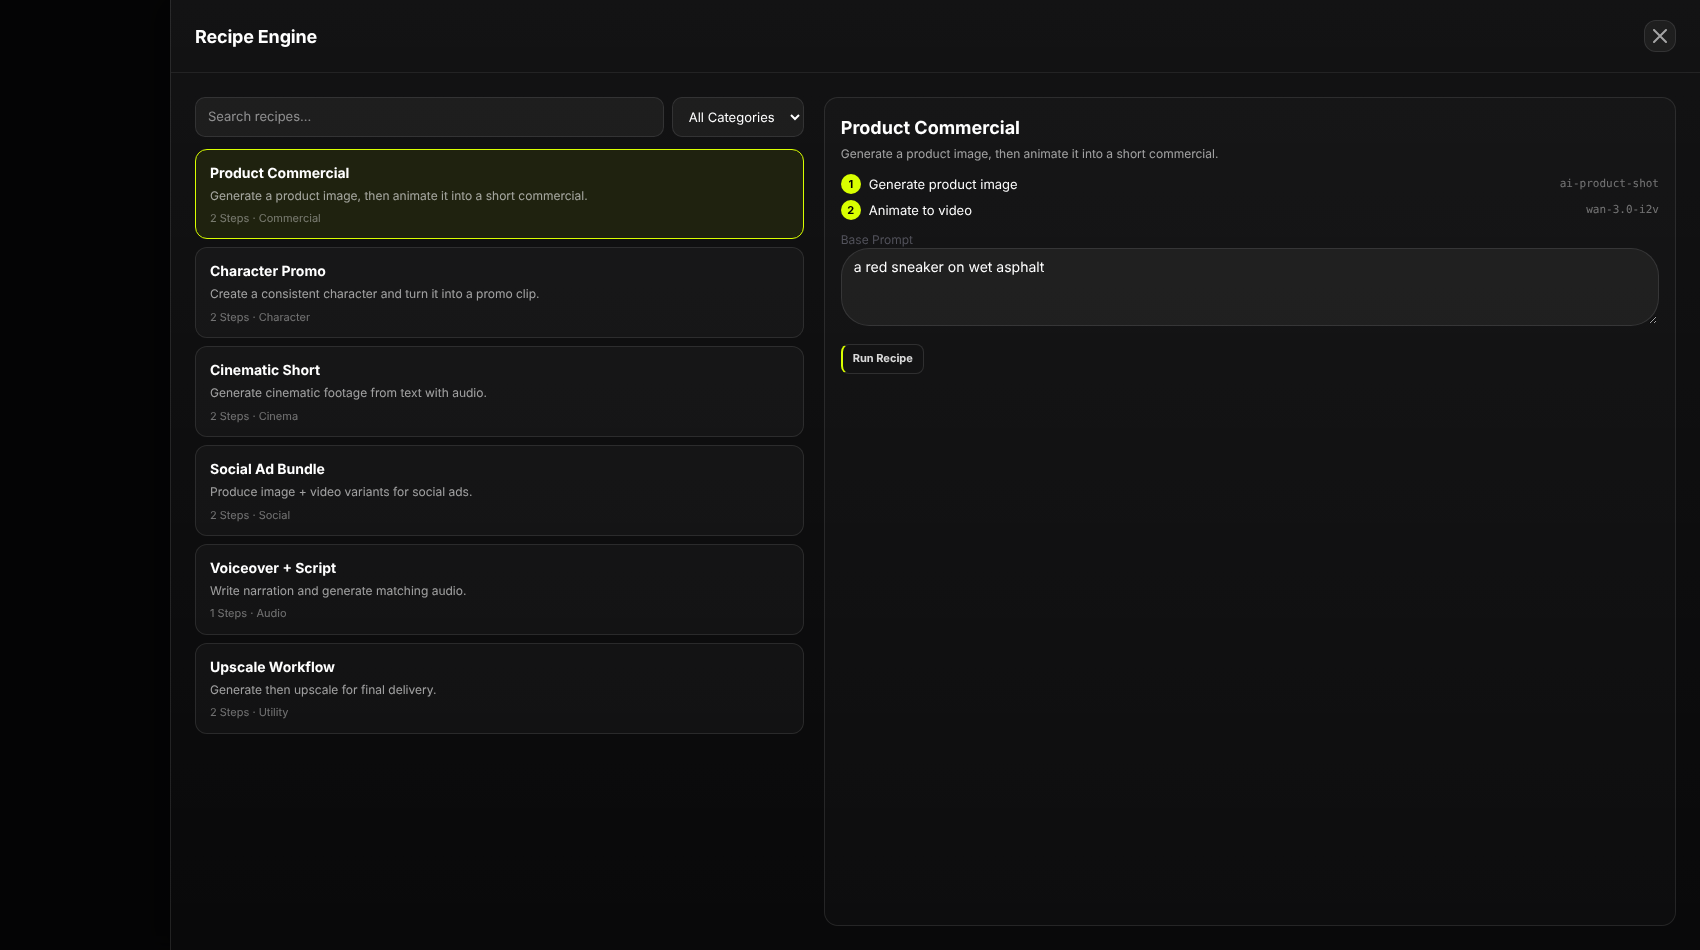 Recipe Engine
Search recipes...
All Categories
Product Commercial
Generate a product image, then animate it into a short commercial.
2 Steps · Commercial
Character Promo
Create a consistent character and turn it into a promo clip.
2 Steps · Character
Cinematic Short
Generate cinematic footage from text with audio.
2 Steps · Cinema
Social Ad Bundle
Produce image + video variants for social ads.
2 Steps · Social
Voiceover + Script
Write narration and generate matching audio.
1 Steps · Audio
Upscale Workflow
Generate then upscale for final delivery.
2 Steps · Utility
Product Commercial
Generate a product image, then animate it into a short commercial.
1 Generate product image ai-product-shot
2 Animate to video wan-3.0-i2v
Base Prompt
a red sneaker on wet asphalt
Run Recipe